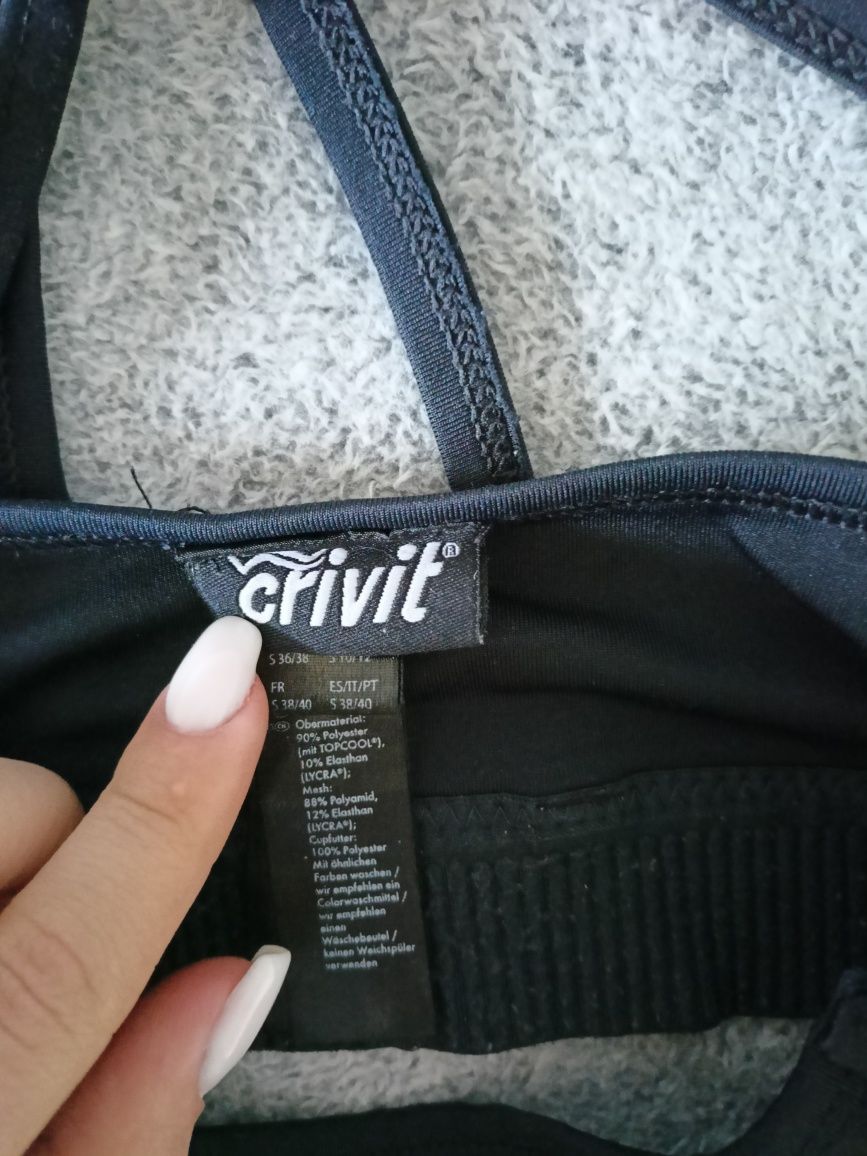 crivit®
S 36/38 S 10/12
FR ES/IT/PT
S 38/40 S 38/40
CH Obermaterial:
90% Polyester
(mit TOPCOOL®),
10% Elasthan
(LYCRA®);
Mesh:
88% Polyamid,
12% Elasthan
(LYCRA®);
Cupfutter:
100% Polyester
Mit ähnlichen
Farben waschen /
wir empfehlen ein
Colorwaschmittel /
wir empfehlen
einen
Wäschebeutel /
keinen Weichspüler
verwenden